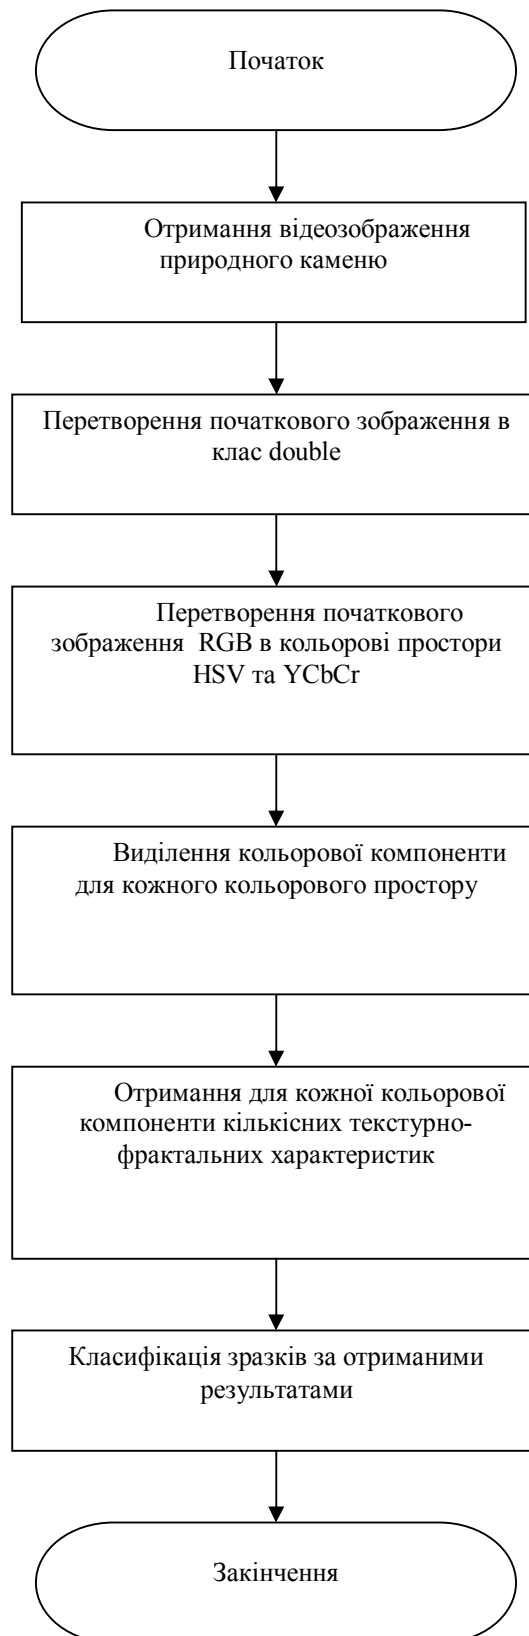 Початок
Отримання відеозображення
природного каменю
Перетворення початкового зображення в
клас double
Перетворення початкового
зображення RGB в кольорові простори
HSV та YCbCr
Виділення кольорової компоненти
для кожного кольорового простору
Отримання для кожної кольорової
компоненти кількісних текстурно-
фрактальних характеристик
Класифікація зразків за отриманими
результатами
Закінчення